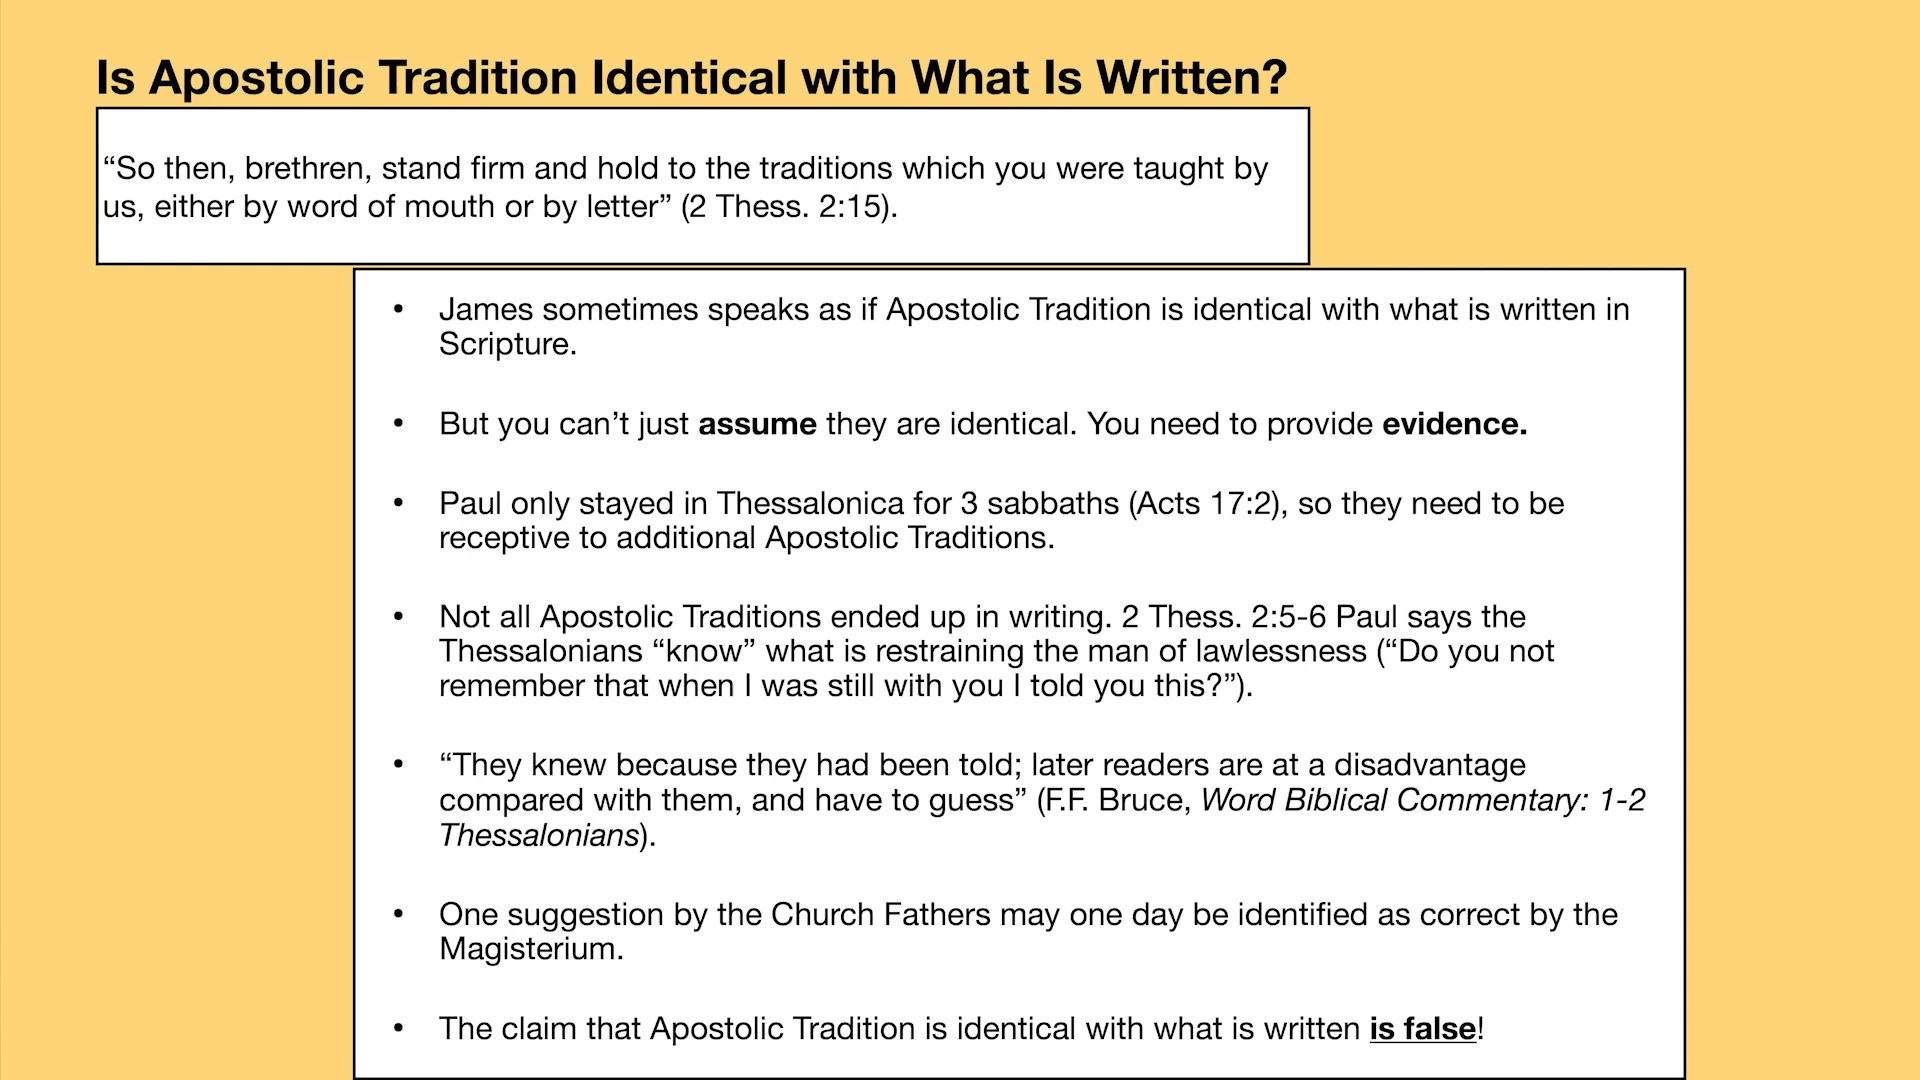 Is Apostolic Tradition Identical with What Is Written?
“So then, brethren, stand firm and hold to the traditions which you were taught by
us, either by word of mouth or by letter” (2 Thess. 2:15).
• James sometimes speaks as if Apostolic Tradition is identical with what is written in
Scripture.
• But you can’t just assume they are identical. You need to provide evidence.
• Paul only stayed in Thessalonica for 3 sabbaths (Acts 17:2), so they need to be
receptive to additional Apostolic Traditions.
• Not all Apostolic Traditions ended up in writing. 2 Thess. 2:5-6 Paul says the
Thessalonians “know” what is restraining the man of lawlessness (“Do you not
remember that when I was still with you I told you this?”).
• “They knew because they had been told; later readers are at a disadvantage
compared with them, and have to guess” (F.F. Bruce, Word Biblical Commentary: 1-2
Thessalonians).
• One suggestion by the Church Fathers may one day be identified as correct by the
Magisterium.
• The claim that Apostolic Tradition is identical with what is written is false!